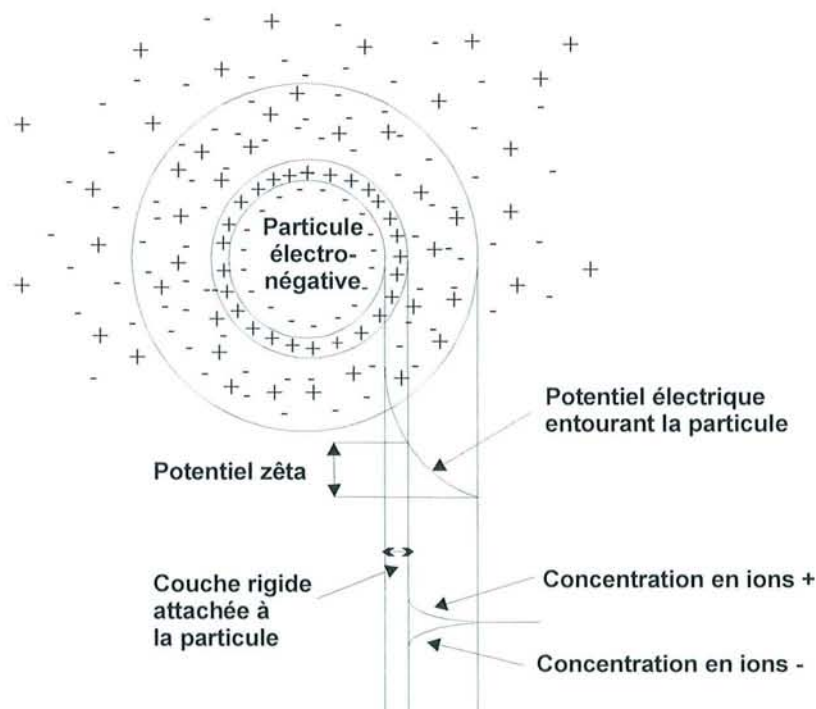 Particule
électro-
négative
Potentiel électrique
entourant la particule
Potentiel zêta
Couche rigide
attachée à
la particule
Concentration en ions +
Concentration en ions -